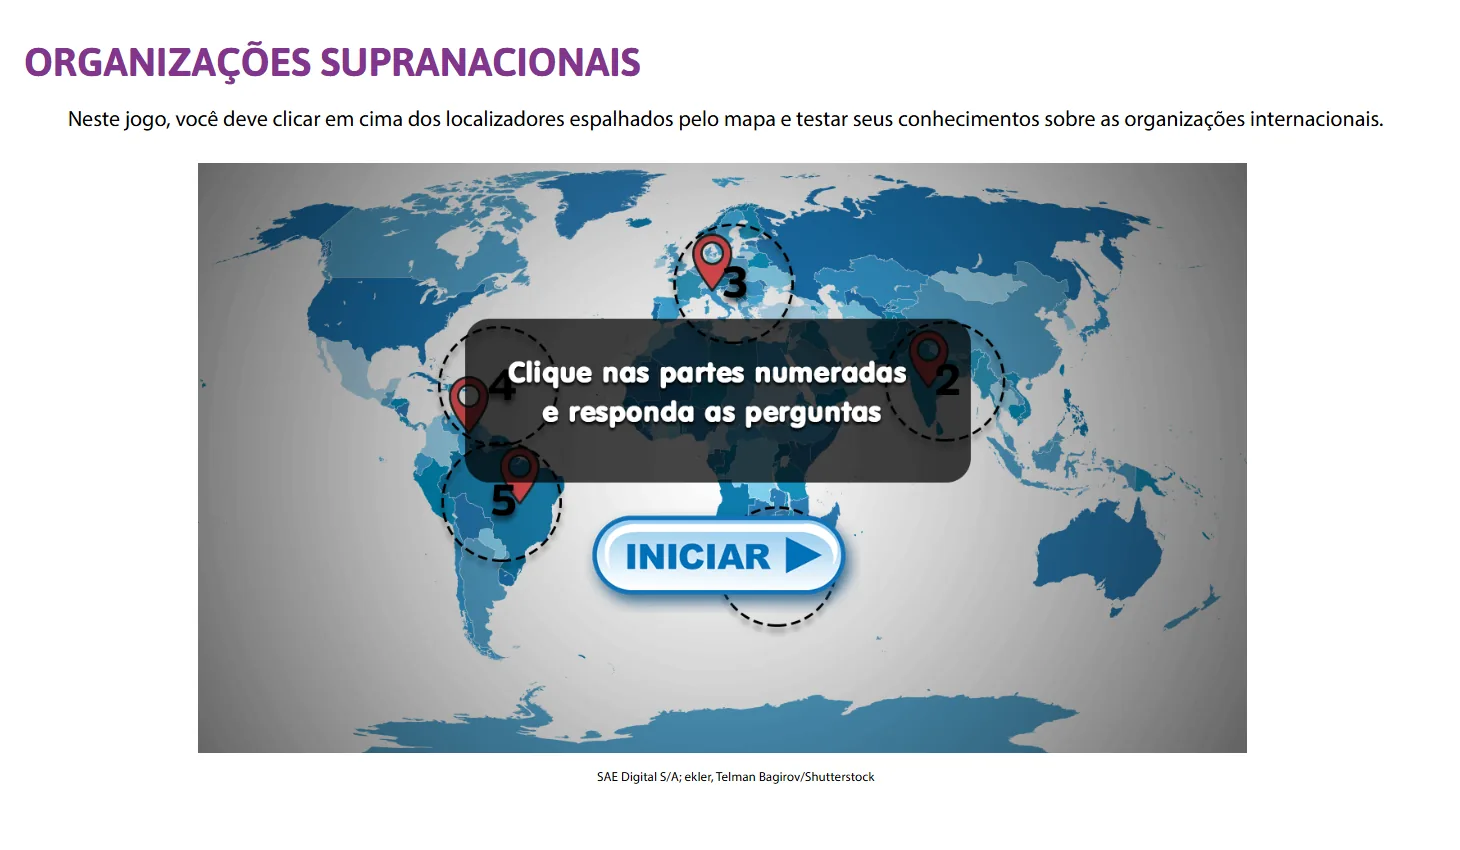 ORGANIZAÇÕES SUPRANACIONAIS
Neste jogo, você deve clicar em cima dos localizadores espalhados pelo mapa e testar seus conhecimentos sobre as organizações internacionais.
3
Clique nas partes numeradas
e responda as perguntas
4
2
5
INICIAR
SAE Digital S/A; ekler, Telman Bagirov/Shutterstock